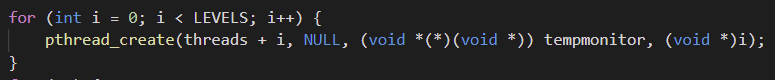 for (int i = 0; i < LEVELS; i++) {
    pthread_create(threads + i, NULL, (void *(*)(void *)) tempmonitor, (void *)i);
}